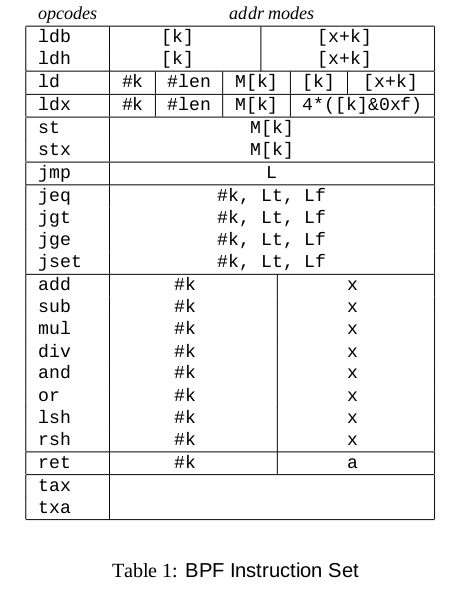 opcodes addr modes
ldb [k] [x+k]
ldh [k] [x+k]
ld #k #len M[k] [k] [x+k]
ldx #k #len M[k] 4*([k]&0xf)
st M[k]
stx M[k]
jmp L
jeq #k, Lt, Lf
jgt #k, Lt, Lf
jge #k, Lt, Lf
jset #k, Lt, Lf
add #k x
sub #k x
mul #k x
div #k x
and #k x
or #k x
lsh #k x
rsh #k x
ret #k a
tax
txa
Table 1: BPF Instruction Set